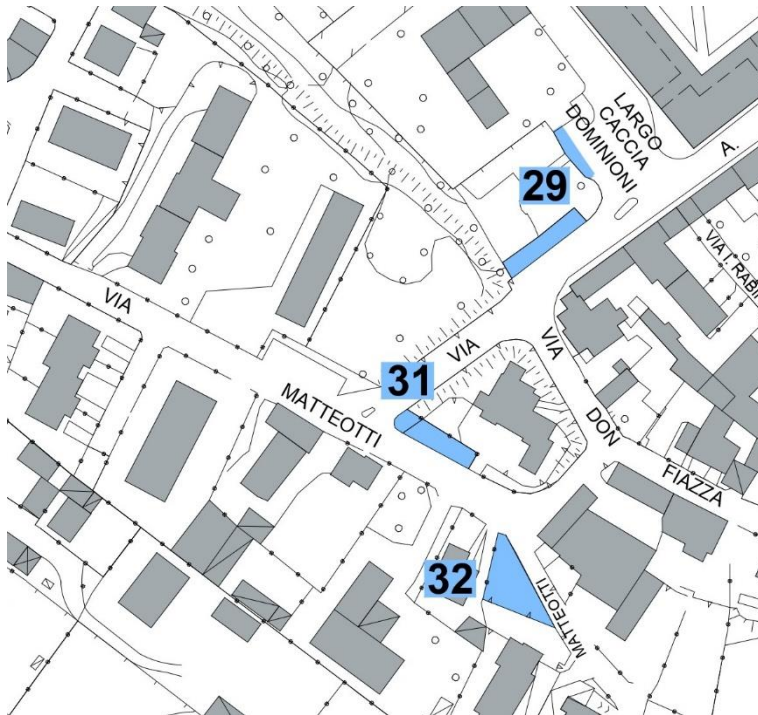 LARGO
CACCIA
DOMINIONI
A.
29
VIA I. RABI
VIA
VIA
VIA
31
MATTEOTTI
DON
FIAZZA
32
MATTEOTTI